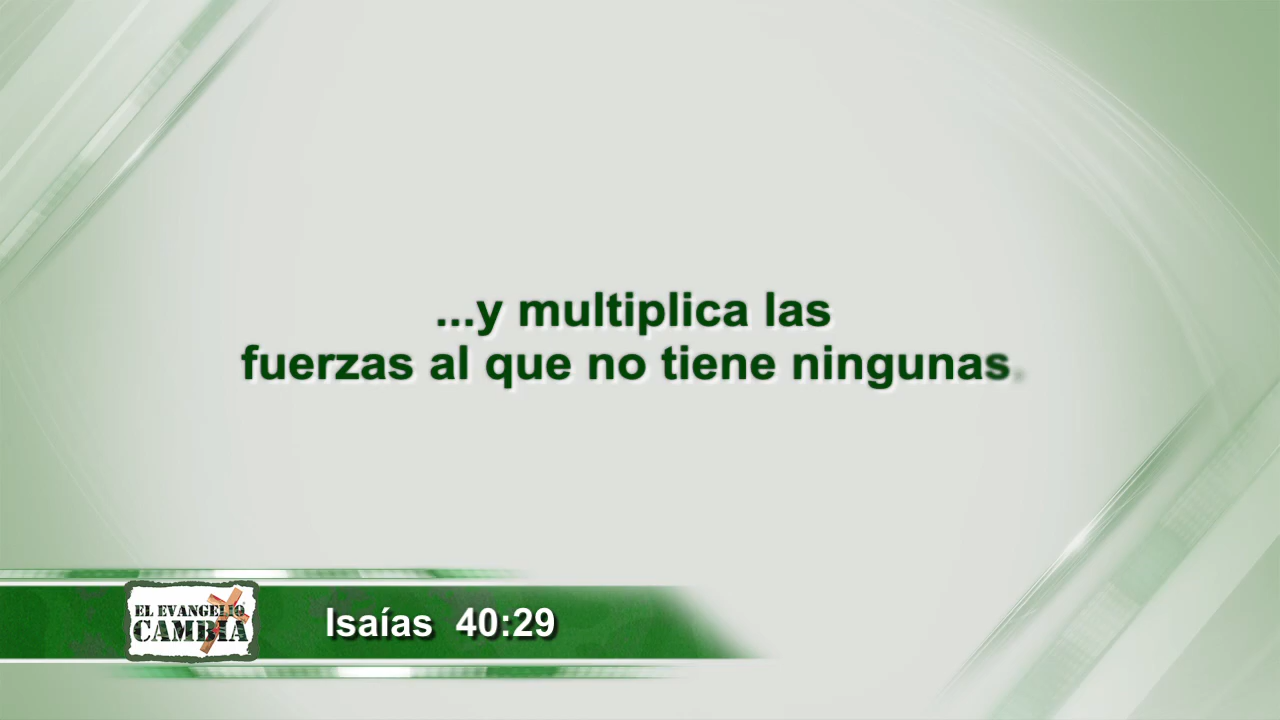 ...y multiplica las
fuerzas al que no tiene ningunas.
EL EVANGELIO
CAMBIA
Isaías 40:29